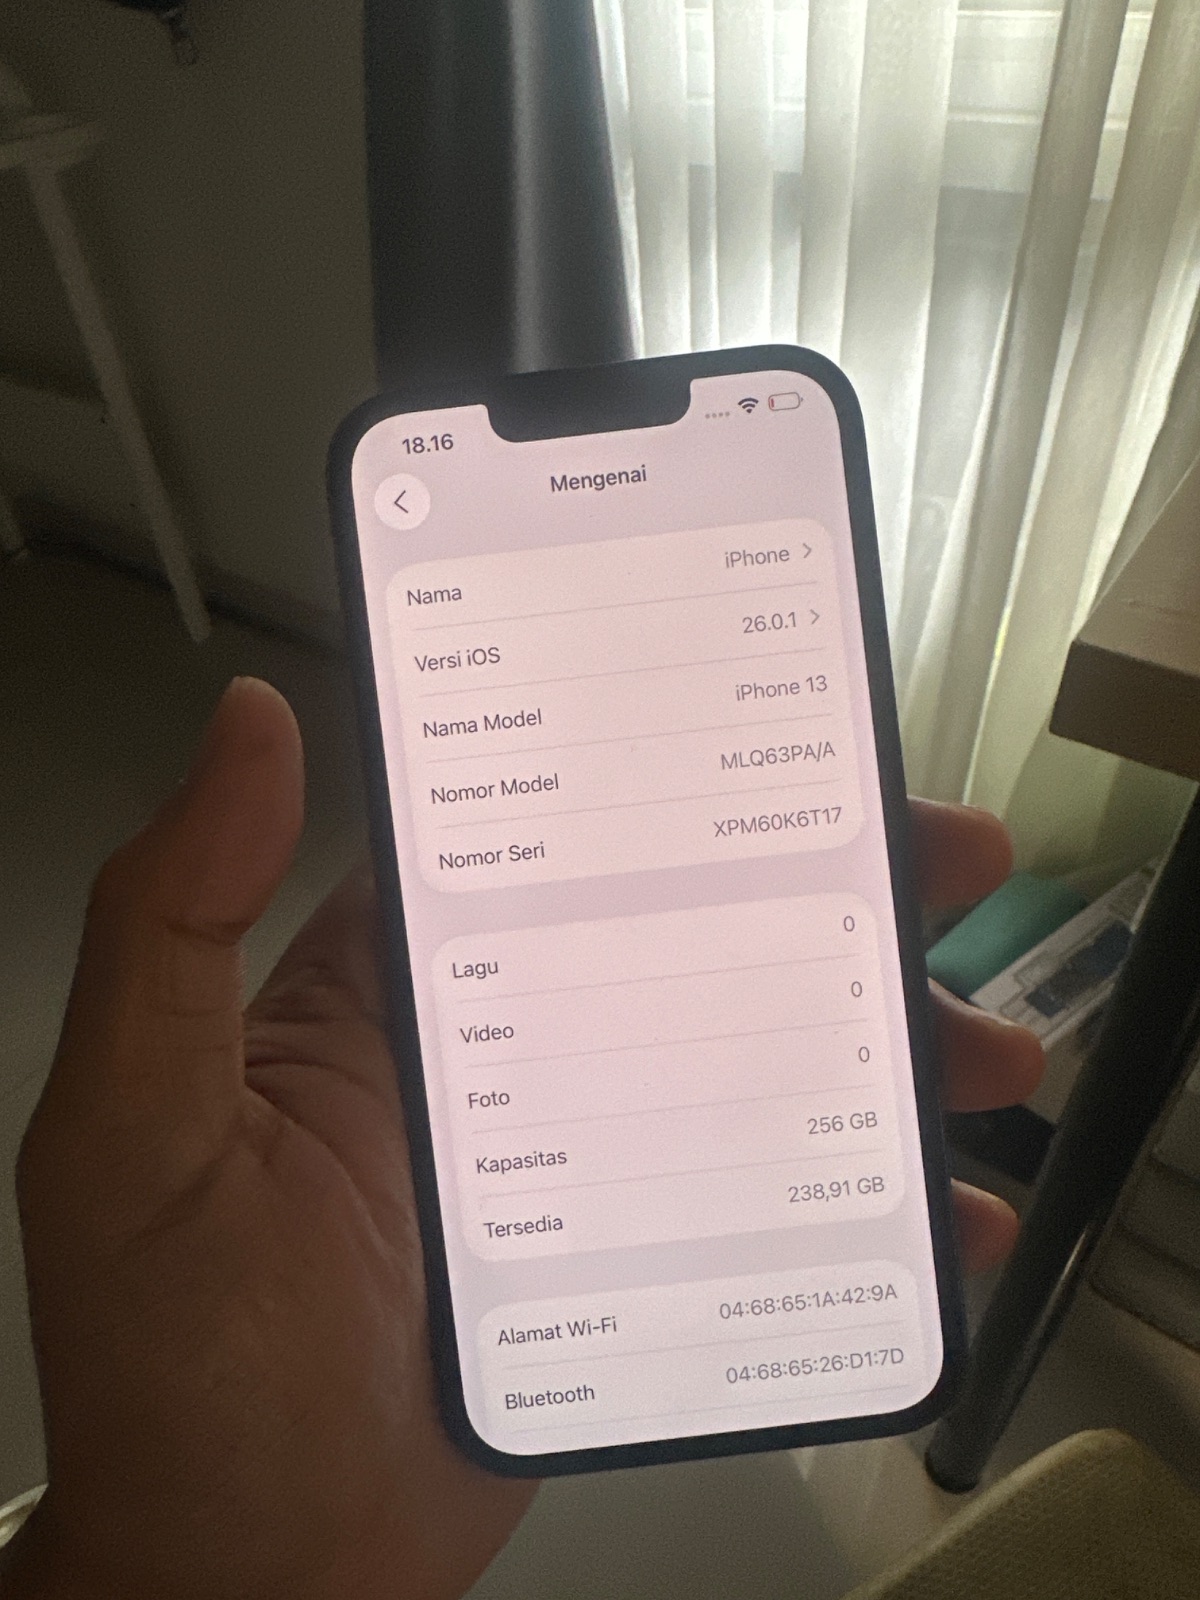 18.16
Mengenai
Nama iPhone
Versi iOS 26.0.1
Nama Model iPhone 13
Nomor Model MLQ63PA/A
Nomor Seri XPM60K6T17
Lagu 0
Video 0
Foto 0
Kapasitas 256 GB
Tersedia 238,91 GB
Alamat Wi-Fi 04:68:65:1A:42:9A
Bluetooth 04:68:65:26:D1:7D